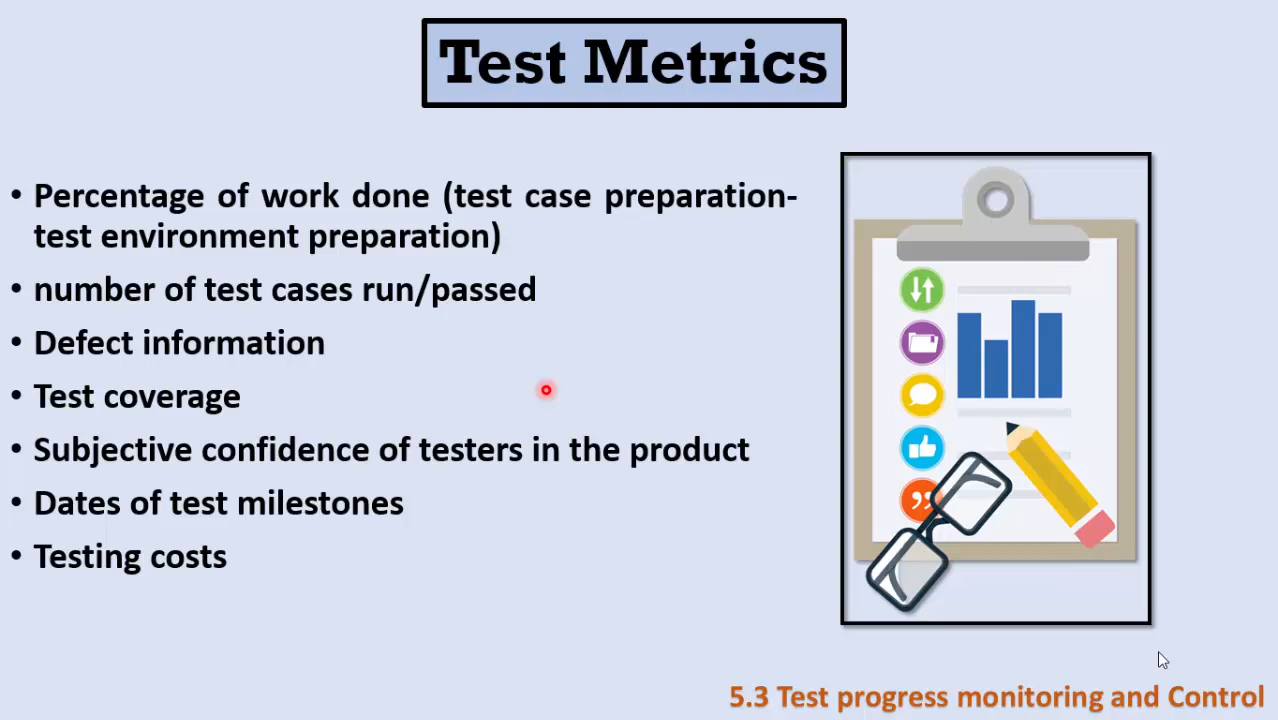 Test Metrics
• Percentage of work done (test case preparation-
test environment preparation)
• number of test cases run/passed
• Defect information
• Test coverage
• Subjective confidence of testers in the product
• Dates of test milestones
• Testing costs
5.3 Test progress monitoring and Control